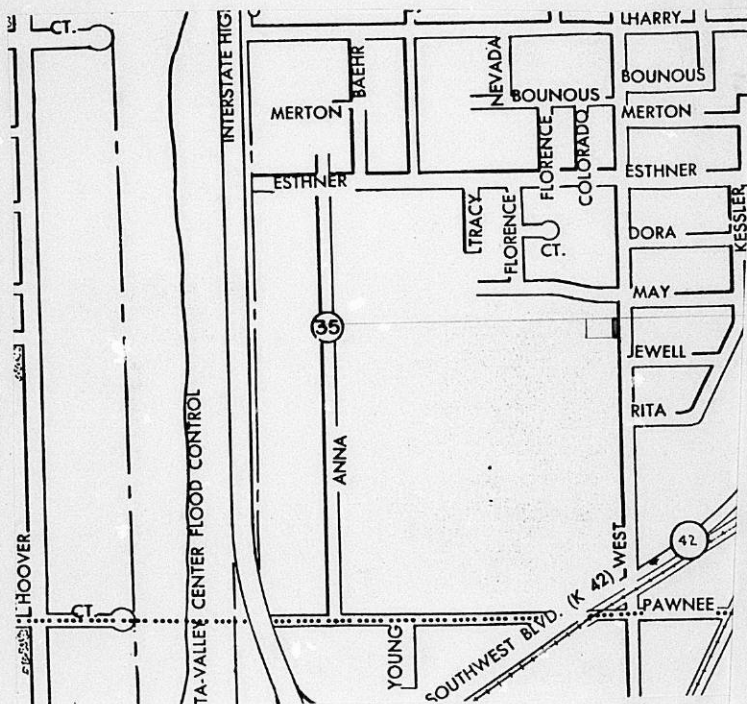 CT.
HARRY
INTERSTATE HIG
BAEHR
NEVADA
BOUNOUS
BOUNOUS
MERTON
MERTON
FLORENCE
COLORADO
ESTHNER
ESTHNER
KESSLER
TRACY
FLORENCE
DORA
CT.
MAY
35
JEWELL
RITA
ANNA
TA-VALLEY CENTER FLOOD CONTROL
HOOVER
WEST
42
CT.
PAWNEE
YOUNG
SOUTHWEST BLVD. (K 42)